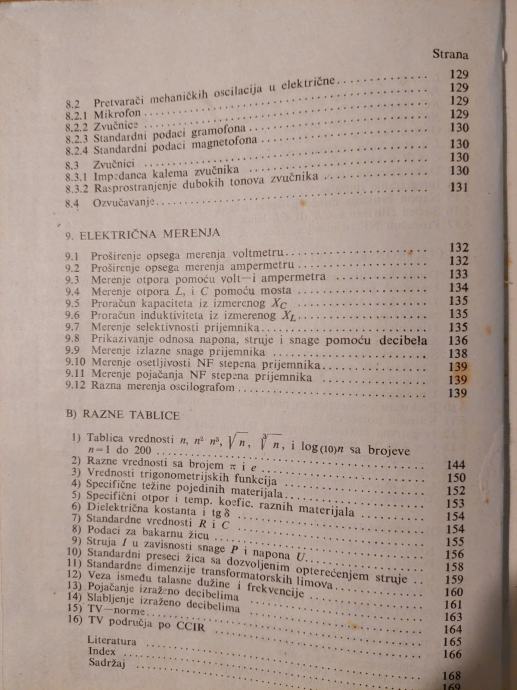 Strana
8.2 Pretvarači mehaničkih oscilacija u električne 129
8.2.1 Mikrofon 129
8.2.2 Zvučnice 129
8.2.3 Standardni podaci gramofona 129
8.2.4 Standardni podaci magnetofona 130
8.3 Zvučnici 130
8.3.1 Impedanca kalema zvučnika 130
8.3.2 Rasprostranjenje dubokih tonova zvučnika 130
8.4 Ozvučavanje 131
9. ELEKTRIČNA MERENJA
9.1 Proširenje opsega merenja voltmetru 132
9.2 Proširenje opsega merenja ampermetru 132
9.3 Merenje otpora pomoću volt—i ampermetra 133
9.4 Merenje otpora L, i C pomoću mosta 134
9.5 Proračun kapaciteta iz izmerenog X_C 135
9.6 Proračun induktiviteta iz izmerenog X_L 135
9.7 Merenje selektivnosti prijemnika 135
9.8 Prikazivanje odnosa napona, struje i snage pomoću decibela 136
9.9 Merenje izlazne snage prijemnika 138
9.10 Merenje osetljivosti NF stepena prijemnika 139
9.11 Merenje pojačanja NF stepena prijemnika 139
9.12 Razna merenja oscilografom 139
B) RAZNE TABLICE
1) Tablica vrednosti n, n² n³, √n, ∛n, i log(10)n sa brojeve
n=1 do 200 144
2) Razne vrednosti sa brojem π i e 150
3) Vrednosti trigonometrijskih funkcija 152
4) Specifične težine pojedinih materijala 153
5) Specifični otpor i temp. koefic. raznih materijala 154
6) Dielektrična kostanta i tg δ 154
7) Standardne vrednosti R i C 155
8) Podaci za bakarnu žicu 156
9) Struja I u zavisnosti snage P i napona U 158
10) Standardni preseci žica sa dozvoljenim opterećenjem struje 159
11) Standardne dimenzije transformatorskih limova 160
12) Veza ismeđu talasne dužine i frekvencije 161
13) Pojačanje izraženo decibelima 163
14) Slabljenje izraženo decibelima 164
15) TV—norme 165
16) TV područja po CCIR 166
Literatura 168
Index 169
Sadržaj